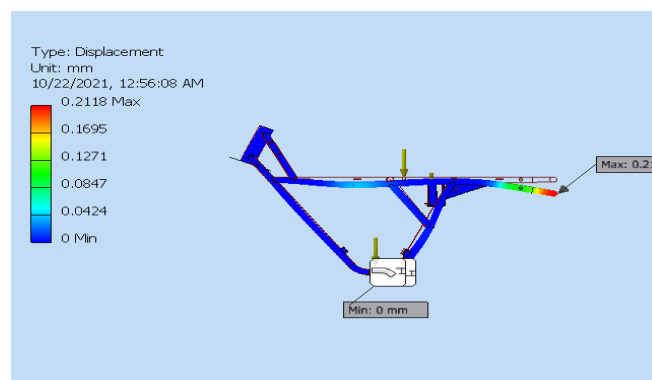 Type: Displacement
Unit: mm
10/22/2021, 12:56:08 AM
0.2118 Max
0.1695
0.1271
0.0847
0.0424
0 Min
Max: 0.2
Min: 0 mm